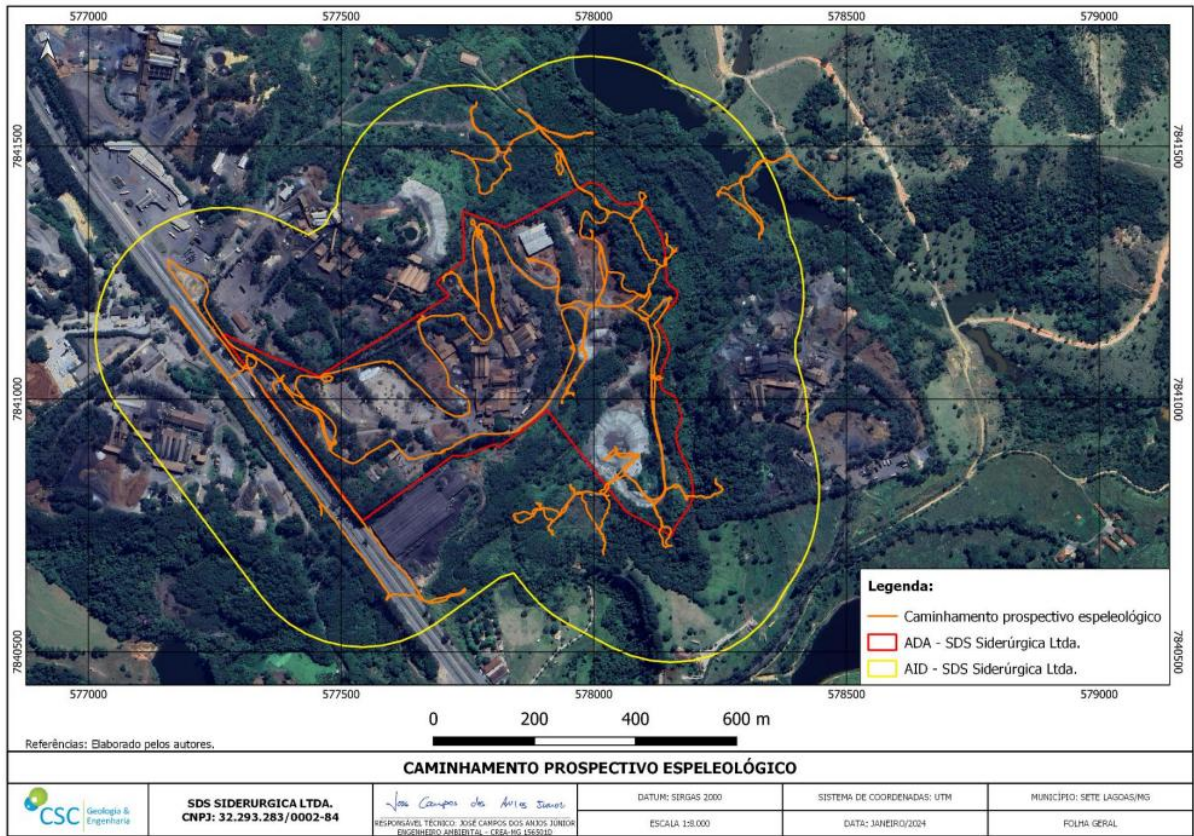 577000 577500 578000 578500 579000
7841500 7841500
7841000 7841000
7840500 7840500
Legenda:
Caminhamento prospectivo espeleológico
ADA - SDS Siderúrgica Ltda.
AID - SDS Siderúrgica Ltda.
577000 577500 578000 578500 579000
0 200 400 600 m
Referências: Elaborado pelos autores.
CAMINHAMENTO PROSPECTIVO ESPELEOLÓGICO
CSC Geologia &
Engenharia
SDS SIDERURGICA LTDA.
CNPJ: 32.293.283/0002-84
José Campos dos Anjos Junior
RESPONSÁVEL TÉCNICO: JOSÉ CAMPOS DOS ANJOS JÚNIOR
ENGENHEIRO AMBIENTAL - CREA-MG 156501D
DATUM: SIRGAS 2000
SISTEMA DE COORDENADAS: UTM
MUNICÍPIO: SETE LAGOAS/MG
ESCALA 1:8.000
DATA: JANEIRO/2024
FOLHA GERAL